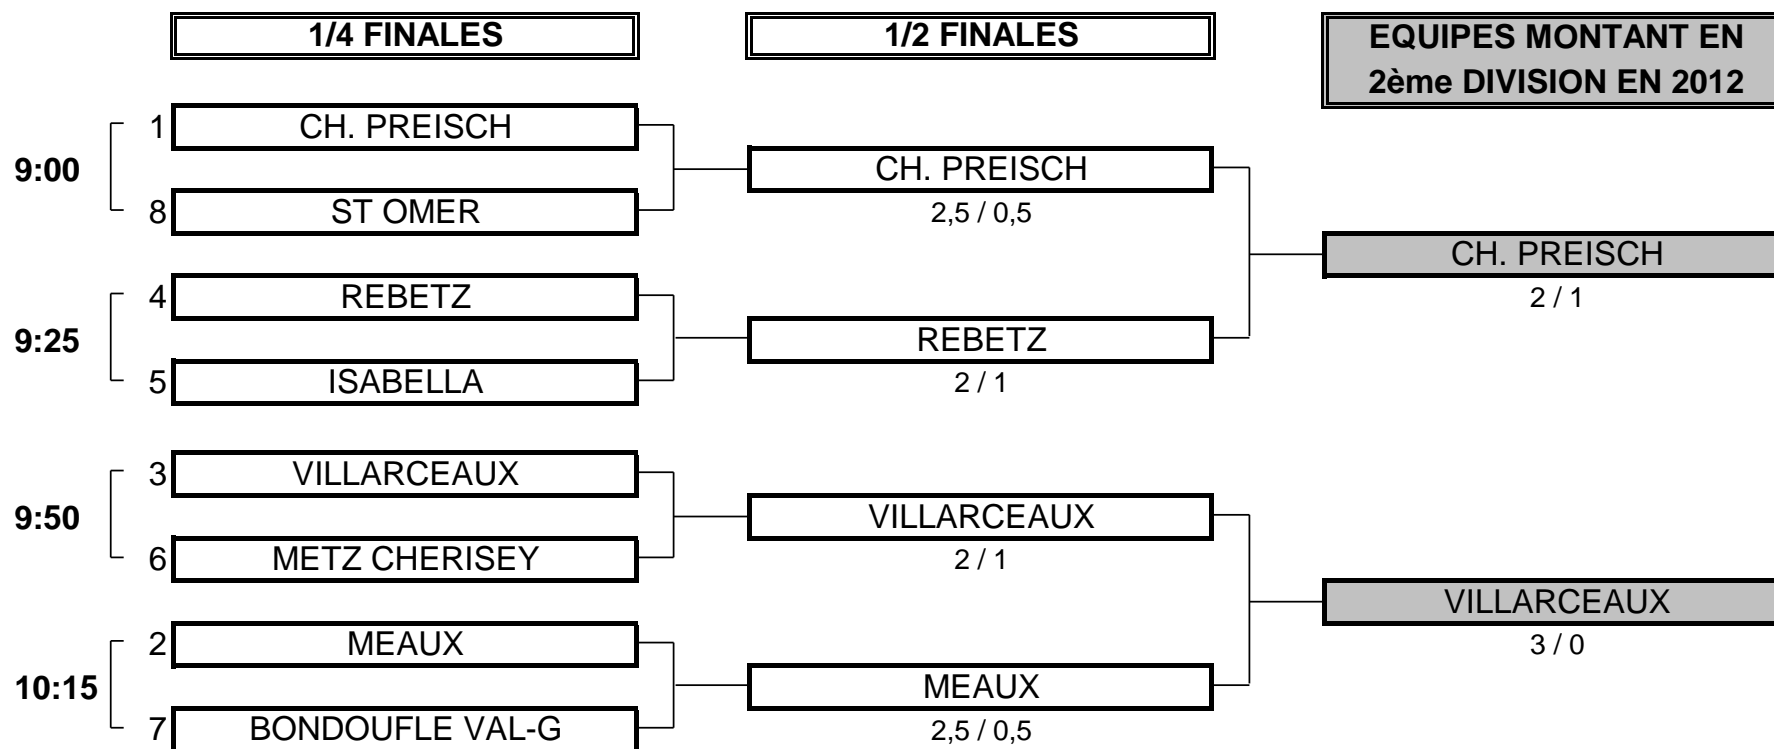 1/4 FINALES
1/2 FINALES
EQUIPES MONTANT EN
2ème DIVISION EN 2012
1 CH. PREISCH
9:00
CH. PREISCH
8 ST OMER
2,5 / 0,5
CH. PREISCH
4 REBETZ
2 / 1
9:25
REBETZ
5 ISABELLA
2 / 1
3 VILLARCEAUX
9:50
VILLARCEAUX
6 METZ CHERISEY
2 / 1
VILLARCEAUX
2 MEAUX
3 / 0
10:15
MEAUX
7 BONDOUFLE VAL-G
2,5 / 0,5